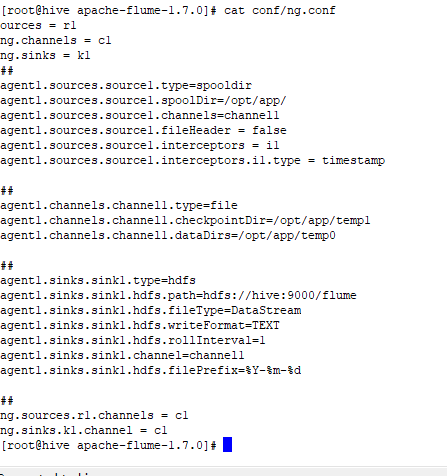 [root@hive apache-flume-1.7.0]# cat conf/ng.conf
ources = r1
ng.channels = c1
ng.sinks = k1
##
agent1.sources.source1.type=spooldir
agent1.sources.source1.spoolDir=/opt/app/
agent1.sources.source1.channels=channel1
agent1.sources.source1.fileHeader = false
agent1.sources.source1.interceptors = i1
agent1.sources.source1.interceptors.i1.type = timestamp
##
agent1.channels.channel1.type=file
agent1.channels.channel1.checkpointDir=/opt/app/temp1
agent1.channels.channel1.dataDirs=/opt/app/temp0
##
agent1.sinks.sink1.type=hdfs
agent1.sinks.sink1.hdfs.path=hdfs://hive:9000/flume
agent1.sinks.sink1.hdfs.fileType=DataStream
agent1.sinks.sink1.hdfs.writeFormat=TEXT
agent1.sinks.sink1.hdfs.rollInterval=1
agent1.sinks.sink1.channel=channel1
agent1.sinks.sink1.hdfs.filePrefix=%Y-%m-%d
##
ng.sources.r1.channels = c1
ng.sinks.k1.channel = c1
[root@hive apache-flume-1.7.0]#